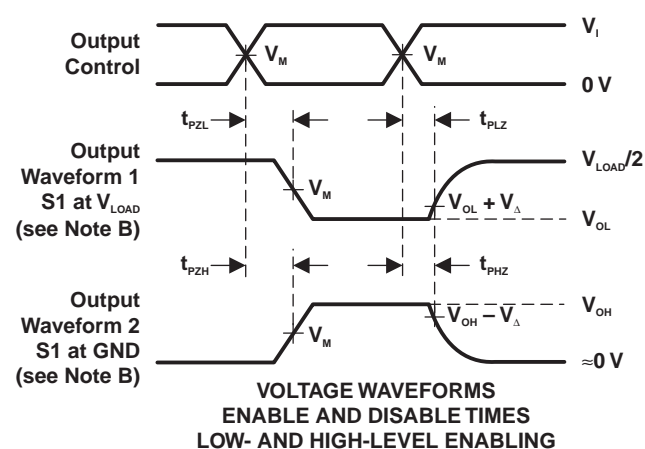 Output
Control
V_M
V_M
V_I
0 V
t_PZL
t_PLZ
Output
Waveform 1
S1 at V_LOAD
(see Note B)
V_M
V_OL + V_Δ
V_LOAD/2
V_OL
t_PZH
t_PHZ
Output
Waveform 2
S1 at GND
(see Note B)
V_M
V_OH – V_Δ
V_OH
≈0 V
VOLTAGE WAVEFORMS
ENABLE AND DISABLE TIMES
LOW- AND HIGH-LEVEL ENABLING